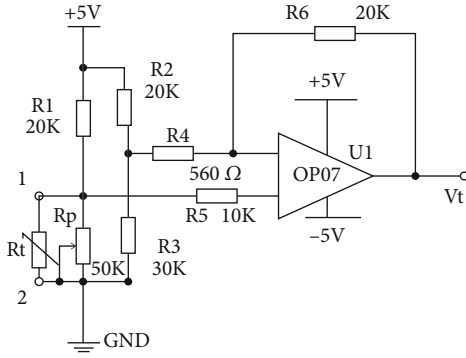 +5V
R6 20K
R2
20K
+5V
R1
20K
R4
U1
560 Ω
OP07
1
Vt
Rp
R5 10K
Rt
R3
−5V
50K
30K
2
GND